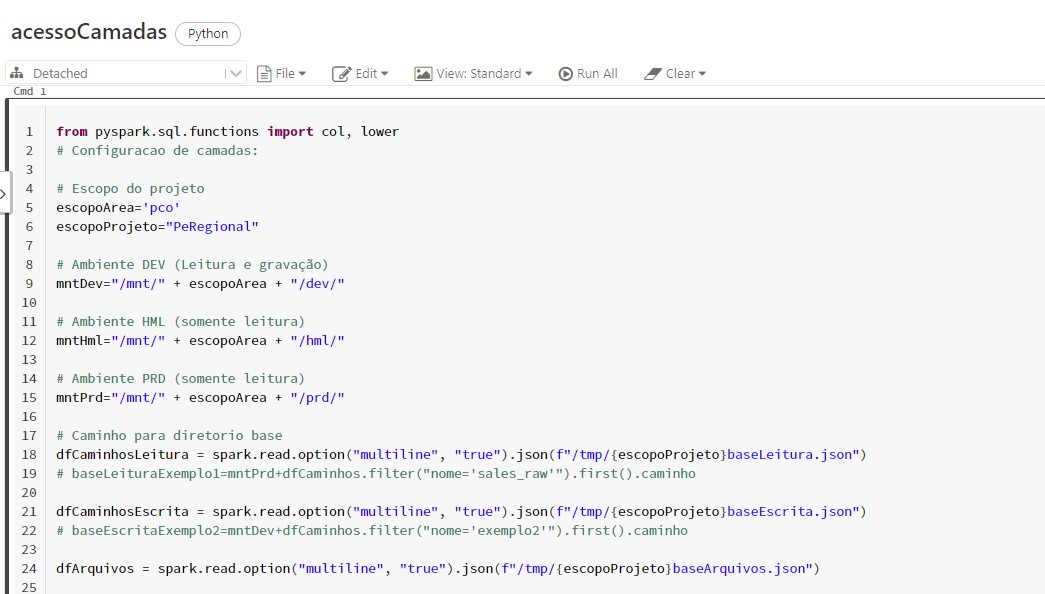 acessoCamadas Python
Detached File Edit View: Standard Run All Clear
Cmd 1
1 from pyspark.sql.functions import col, lower
2 # Configuracao de camadas:
3
4 # Escopo do projeto
5 escopoArea='pco'
6 escopoProjeto="PeRegional"
7
8 # Ambiente DEV (Leitura e gravação)
9 mntDev="/mnt/" + escopoArea + "/dev/"
10
11 # Ambiente HML (somente leitura)
12 mntHml="/mnt/" + escopoArea + "/hml/"
13
14 # Ambiente PRD (somente leitura)
15 mntPrd="/mnt/" + escopoArea + "/prd/"
16
17 # Caminho para diretorio base
18 dfCaminhosLeitura = spark.read.option("multiline", "true").json(f"/tmp/{escopoProjeto}baseLeitura.json")
19 # baseLeituraExemplo1=mntPrd+dfCaminhos.filter("nome='sales_raw'").first().caminho
20
21 dfCaminhosEscrita = spark.read.option("multiline", "true").json(f"/tmp/{escopoProjeto}baseEscrita.json")
22 # baseEscritaExemplo2=mntDev+dfCaminhos.filter("nome='exemplo2'").first().caminho
23
24 dfArquivos = spark.read.option("multiline", "true").json(f"/tmp/{escopoProjeto}baseArquivos.json")
25